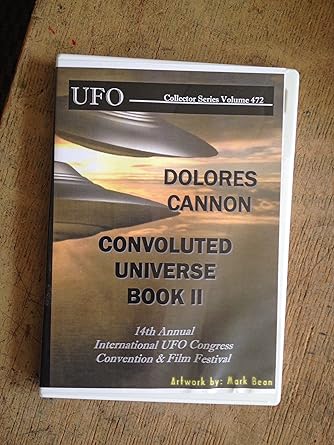 UFO
Collector Series Volume 472
DOLORES
CANNON
CONVOLUTED
UNIVERSE
BOOK II
14th Annual
International UFO Congress
Convention & Film Festival
Artwork by: Mark Bean